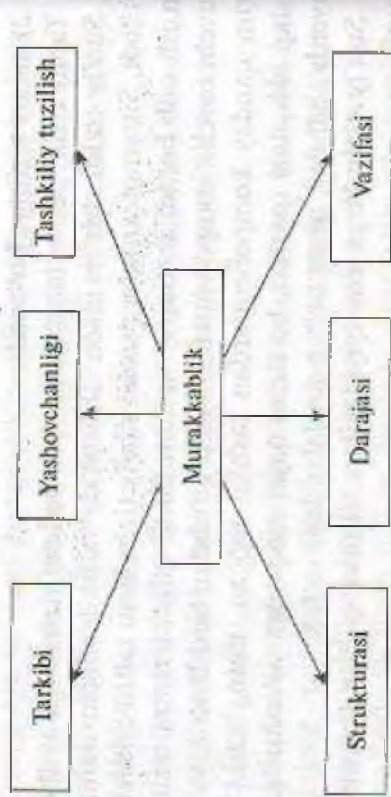 Tarkibi
Yashovchanligi
Tashkiliy tuzilish
Murakkablik
Strukturasi
Darajasi
Vazifasi